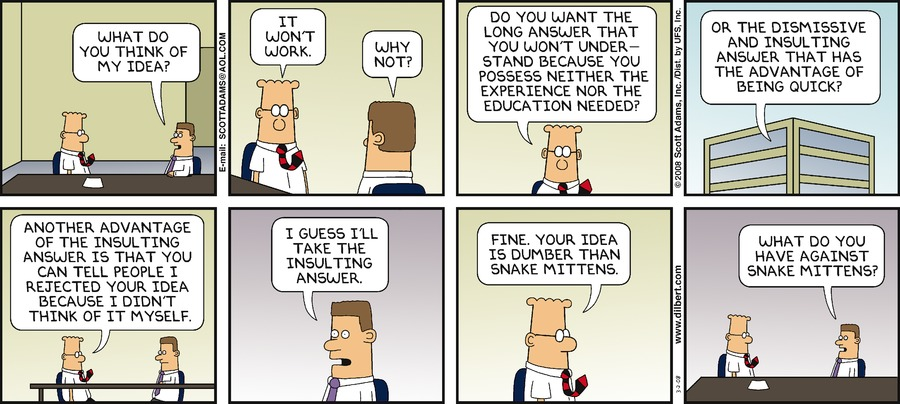 WHAT DO
YOU THINK OF
MY IDEA?
E-mail: SCOTTADAMS@AOL.COM
IT
WON'T
WORK.
WHY
NOT?
DO YOU WANT THE
LONG ANSWER THAT
YOU WON'T UNDER-
STAND BECAUSE YOU
POSSESS NEITHER THE
EXPERIENCE NOR THE
EDUCATION NEEDED?
© 2008 Scott Adams, Inc./Dist. by UFS, Inc.
OR THE DISMISSIVE
AND INSULTING
ANSWER THAT HAS
THE ADVANTAGE OF
BEING QUICK?
ANOTHER ADVANTAGE
OF THE INSULTING
ANSWER IS THAT YOU
CAN TELL PEOPLE I
REJECTED YOUR IDEA
BECAUSE I DIDN'T
THINK OF IT MYSELF.
I GUESS I'LL
TAKE THE
INSULTING
ANSWER.
FINE. YOUR IDEA
IS DUMBER THAN
SNAKE MITTENS.
www.dilbert.com
3-2-08
WHAT DO YOU
HAVE AGAINST
SNAKE MITTENS?